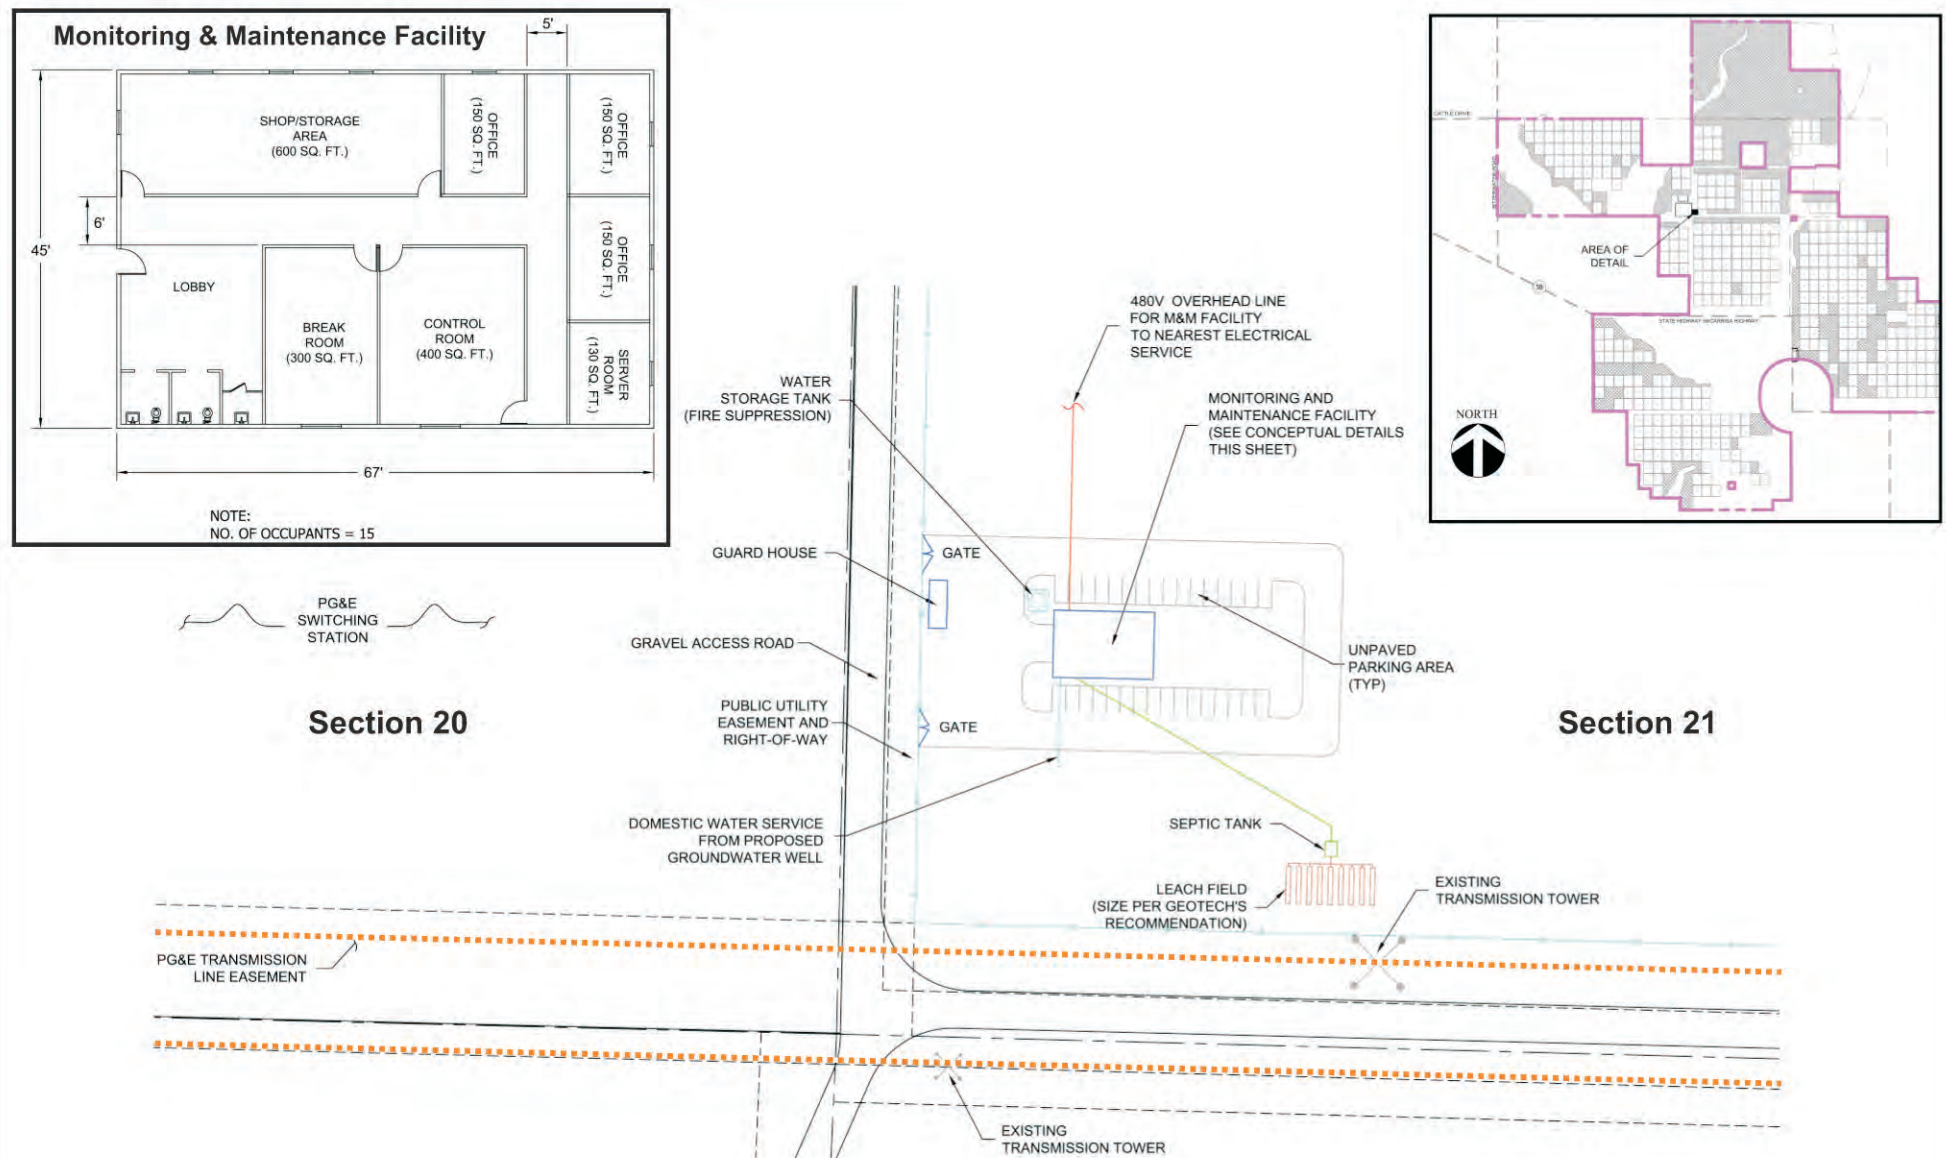 Monitoring & Maintenance Facility
5'
SHOP/STORAGE
AREA
(600 SQ. FT.)
OFFICE
(150 SQ. FT.)
OFFICE
(150 SQ. FT.)
6'
45'
OFFICE
(150 SQ. FT.)
LOBBY
BREAK
ROOM
(300 SQ. FT.)
CONTROL
ROOM
(400 SQ. FT.)
SERVER
ROOM
(130 SQ. FT.)
67'
NOTE:
NO. OF OCCUPANTS = 15
AREA OF
DETAIL
58
NORTH
480V OVERHEAD LINE
FOR M&M FACILITY
TO NEAREST ELECTRICAL
SERVICE
WATER
STORAGE TANK
(FIRE SUPPRESSION)
MONITORING AND
MAINTENANCE FACILITY
(SEE CONCEPTUAL DETAILS
THIS SHEET)
GUARD HOUSE
GATE
PG&E
SWITCHING
STATION
GRAVEL ACCESS ROAD
UNPAVED
PARKING AREA
(TYP)
Section 20
PUBLIC UTILITY
EASEMENT AND
RIGHT-OF-WAY
GATE
Section 21
DOMESTIC WATER SERVICE
FROM PROPOSED
GROUNDWATER WELL
SEPTIC TANK
LEACH FIELD
(SIZE PER GEOTECH'S
RECOMMENDATION)
EXISTING
TRANSMISSION TOWER
PG&E TRANSMISSION
LINE EASEMENT
EXISTING
TRANSMISSION TOWER